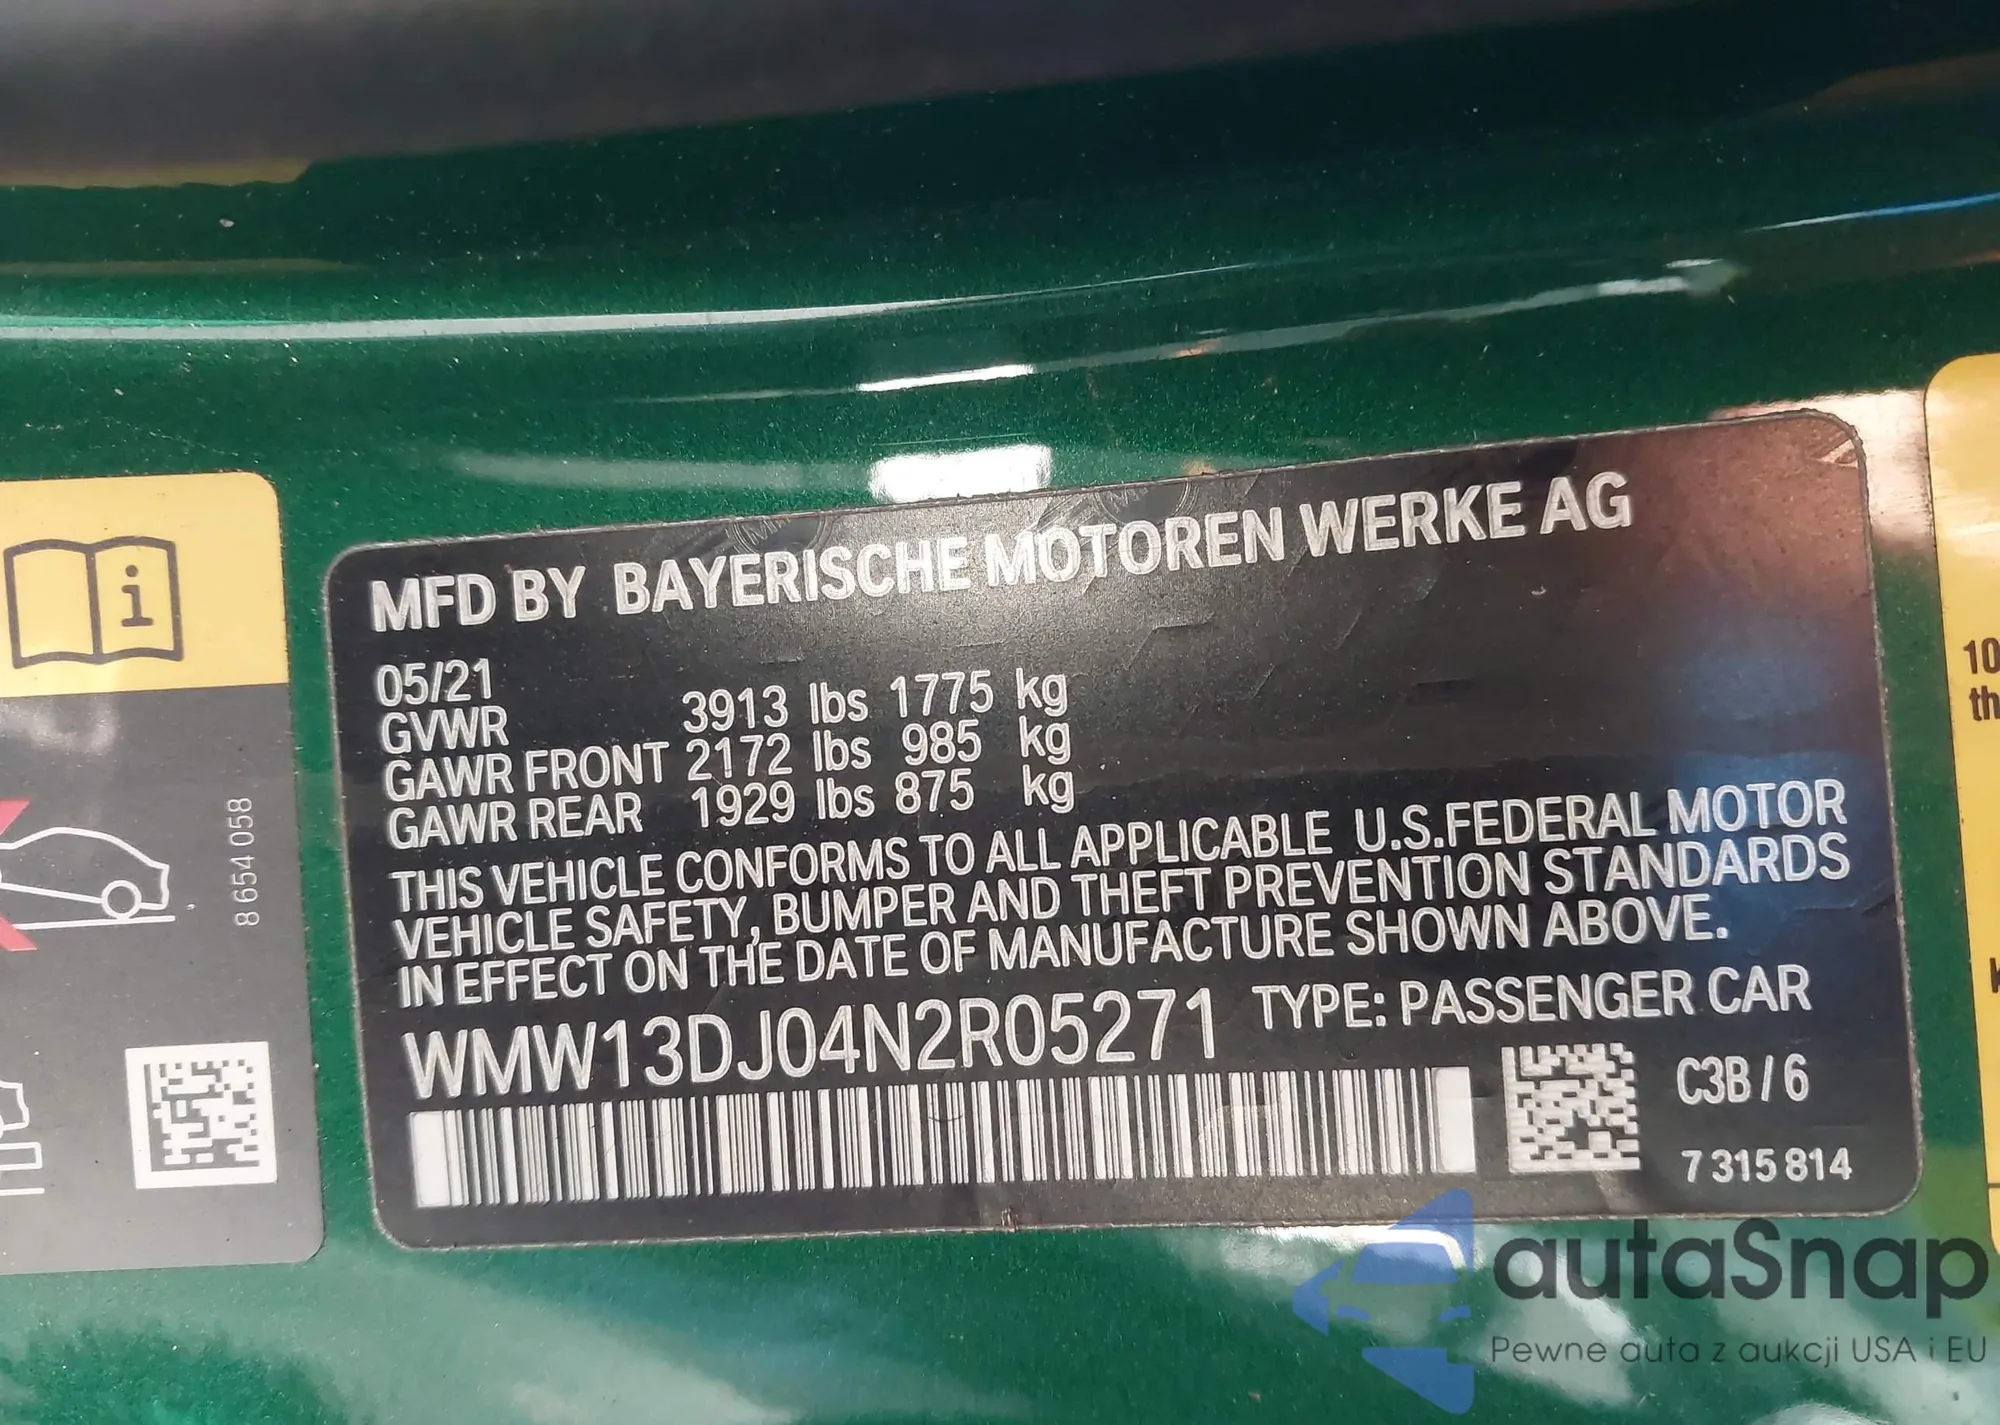 MFD BY BAYERISCHE MOTOREN WERKE AG
05/21
GVWR 3913 lbs 1775 kg
GAWR FRONT 2172 lbs 985 kg
GAWR REAR 1929 lbs 875 kg
THIS VEHICLE CONFORMS TO ALL APPLICABLE U.S.FEDERAL MOTOR
VEHICLE SAFETY, BUMPER AND THEFT PREVENTION STANDARDS
IN EFFECT ON THE DATE OF MANUFACTURE SHOWN ABOVE.
WMW13DJ04N2R05271 TYPE: PASSENGER CAR
C3B / 6
7 315 814
8 654 058
i
10
th
autaSnap
Pewne auta z aukcji USA i EU